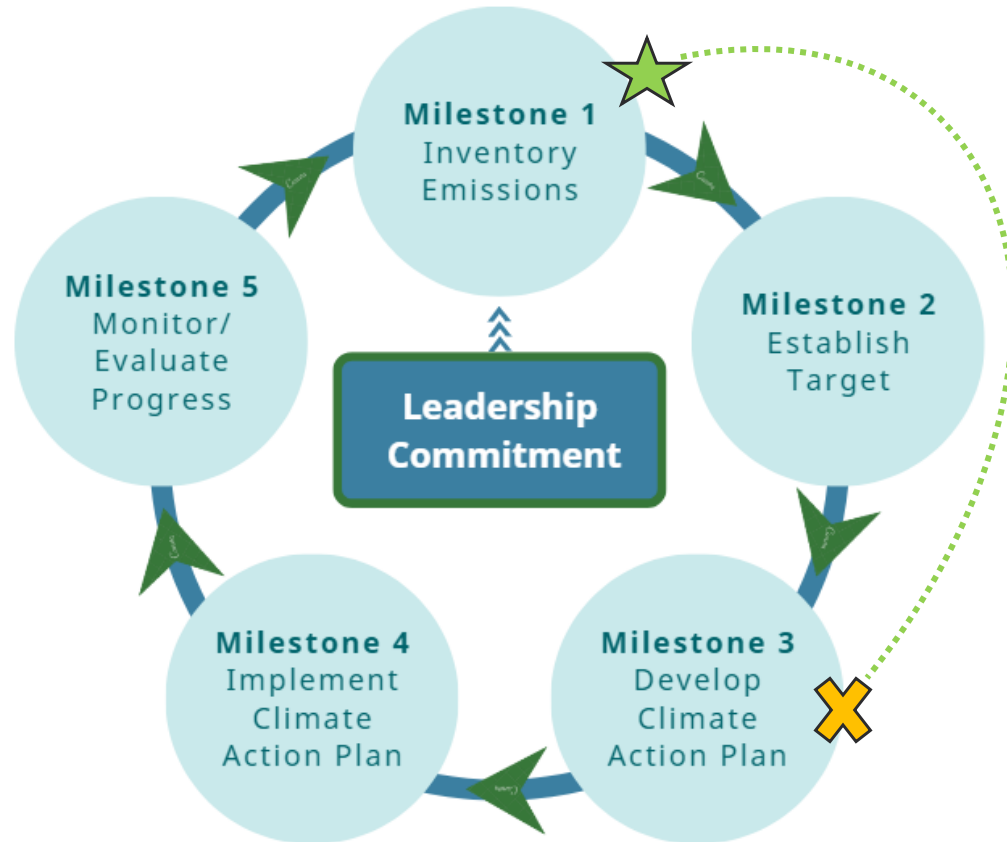 Milestone 1
Inventory
Emissions
Milestone 2
Establish
Target
Milestone 3
Develop
Climate
Action Plan
Milestone 4
Implement
Climate
Action Plan
Milestone 5
Monitor/
Evaluate
Progress
Leadership
Commitment